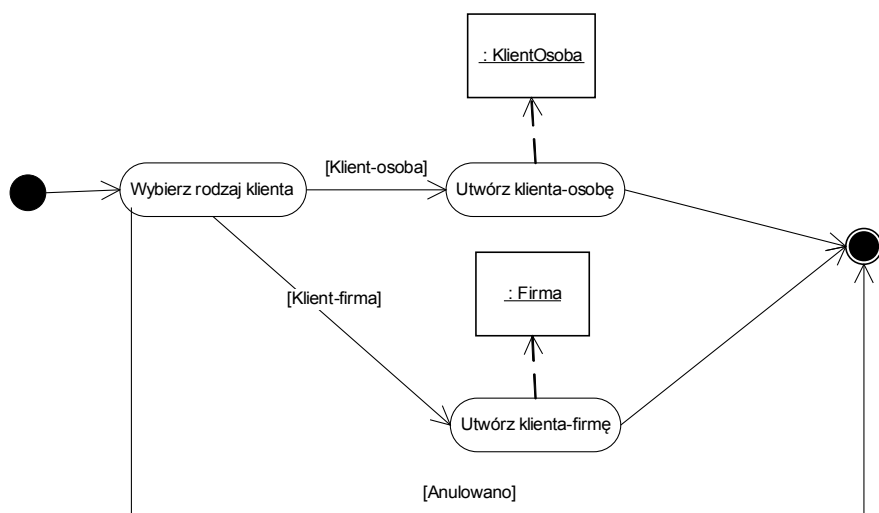 : KlientOsoba
[Klient-osoba]
Wybierz rodzaj klienta
Utwórz klienta-osobę
[Klient-firma]
: Firma
Utwórz klienta-firmę
[Anulowano]